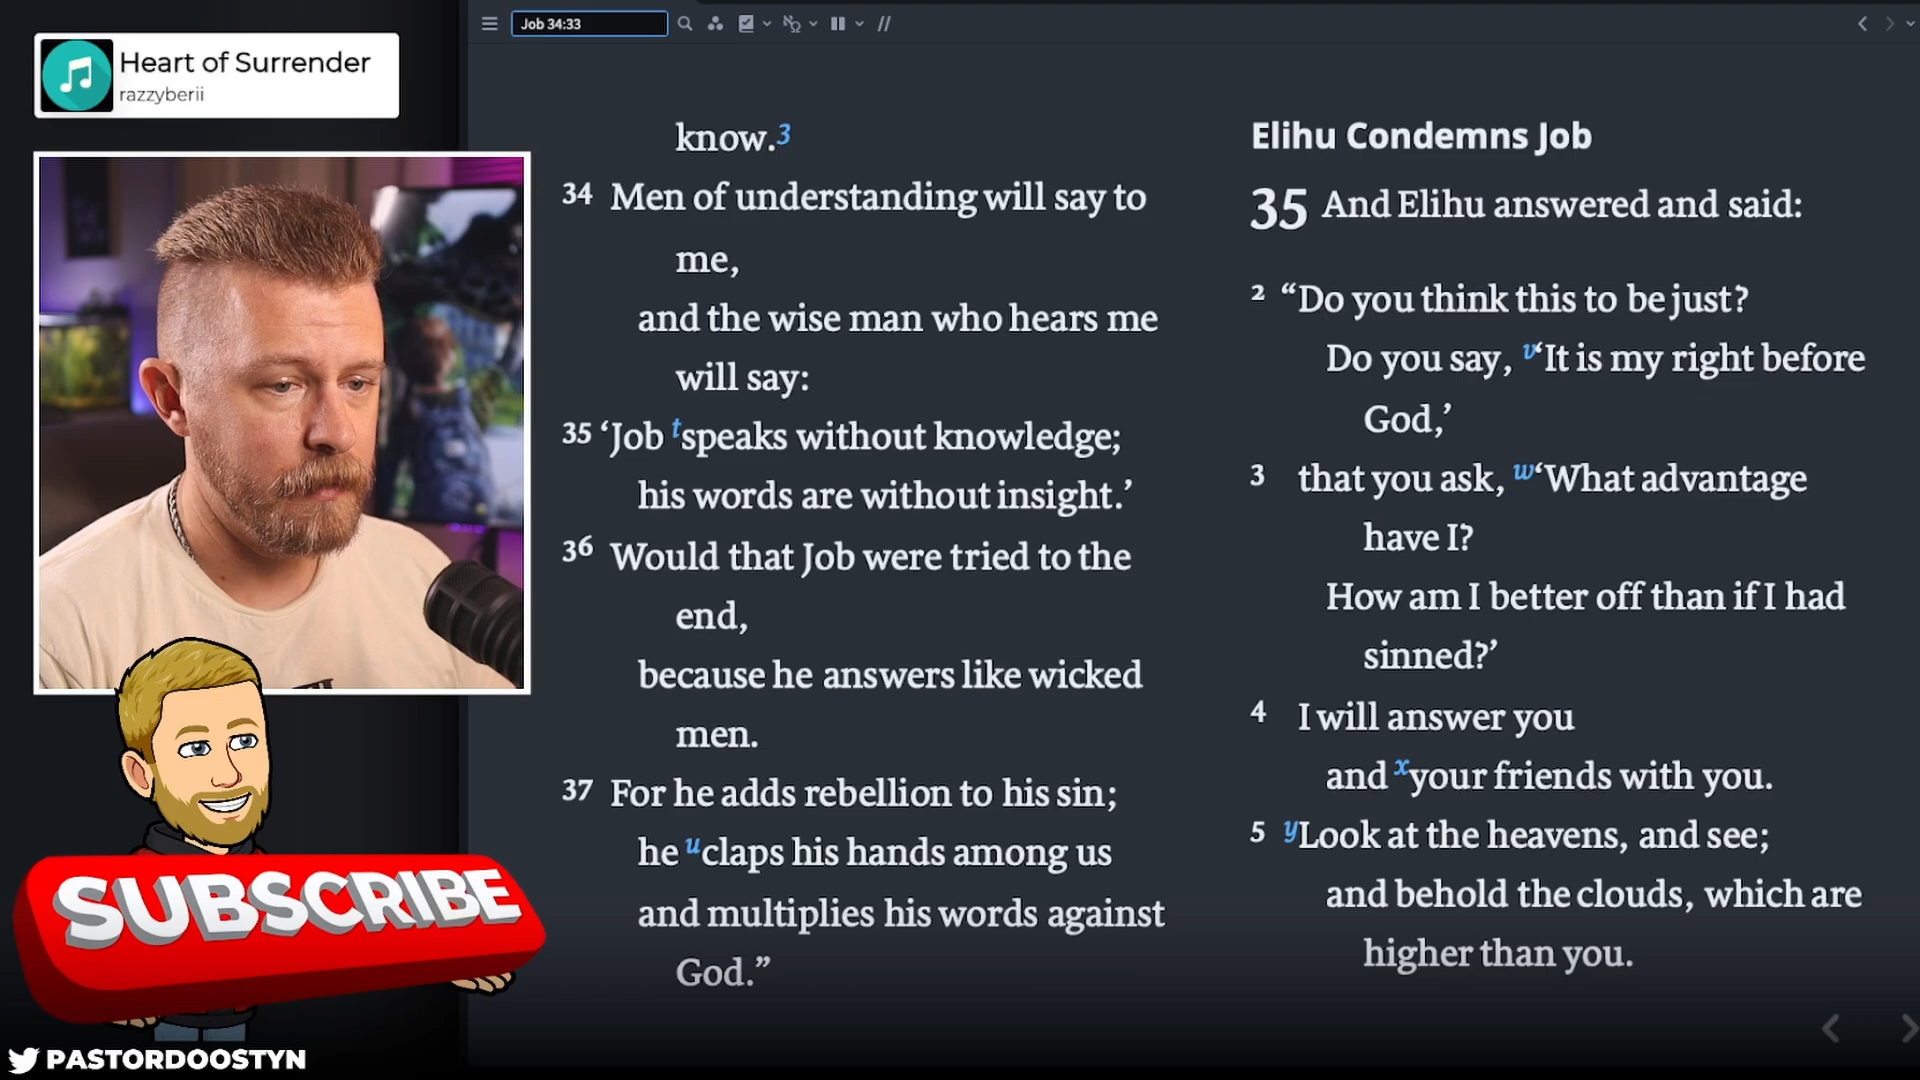 Job 34:33
//
Heart of Surrender
razzyberii
know.3
34 Men of understanding will say to
me,
and the wise man who hears me
will say:
35 ‘Job tspeaks without knowledge;
his words are without insight.’
36 Would that Job were tried to the
end,
because he answers like wicked
men.
37 For he adds rebellion to his sin;
he uclaps his hands among us
and multiplies his words against
God.”
Elihu Condemns Job
35 And Elihu answered and said:
2 “Do you think this to be just?
Do you say, v‘It is my right before
God,’
3 that you ask, w‘What advantage
have I?
How am I better off than if I had
sinned?’
4 I will answer you
and xyour friends with you.
5 yLook at the heavens, and see;
and behold the clouds, which are
higher than you.
SUBSCRIBE
PASTORDOOSTYN